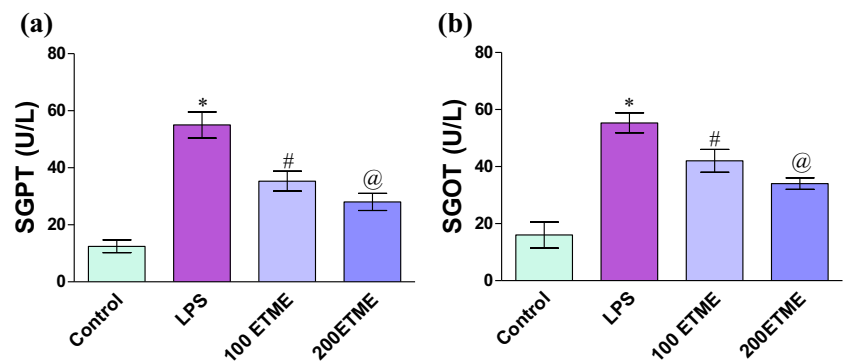 (a)
SGPT (U/L)
80
60
40
20
0
*
#
@
Control
LPS
100 ETME
200ETME
(b)
SGOT (U/L)
80
60
40
20
0
*
#
@
Control
LPS
100 ETME
200ETME